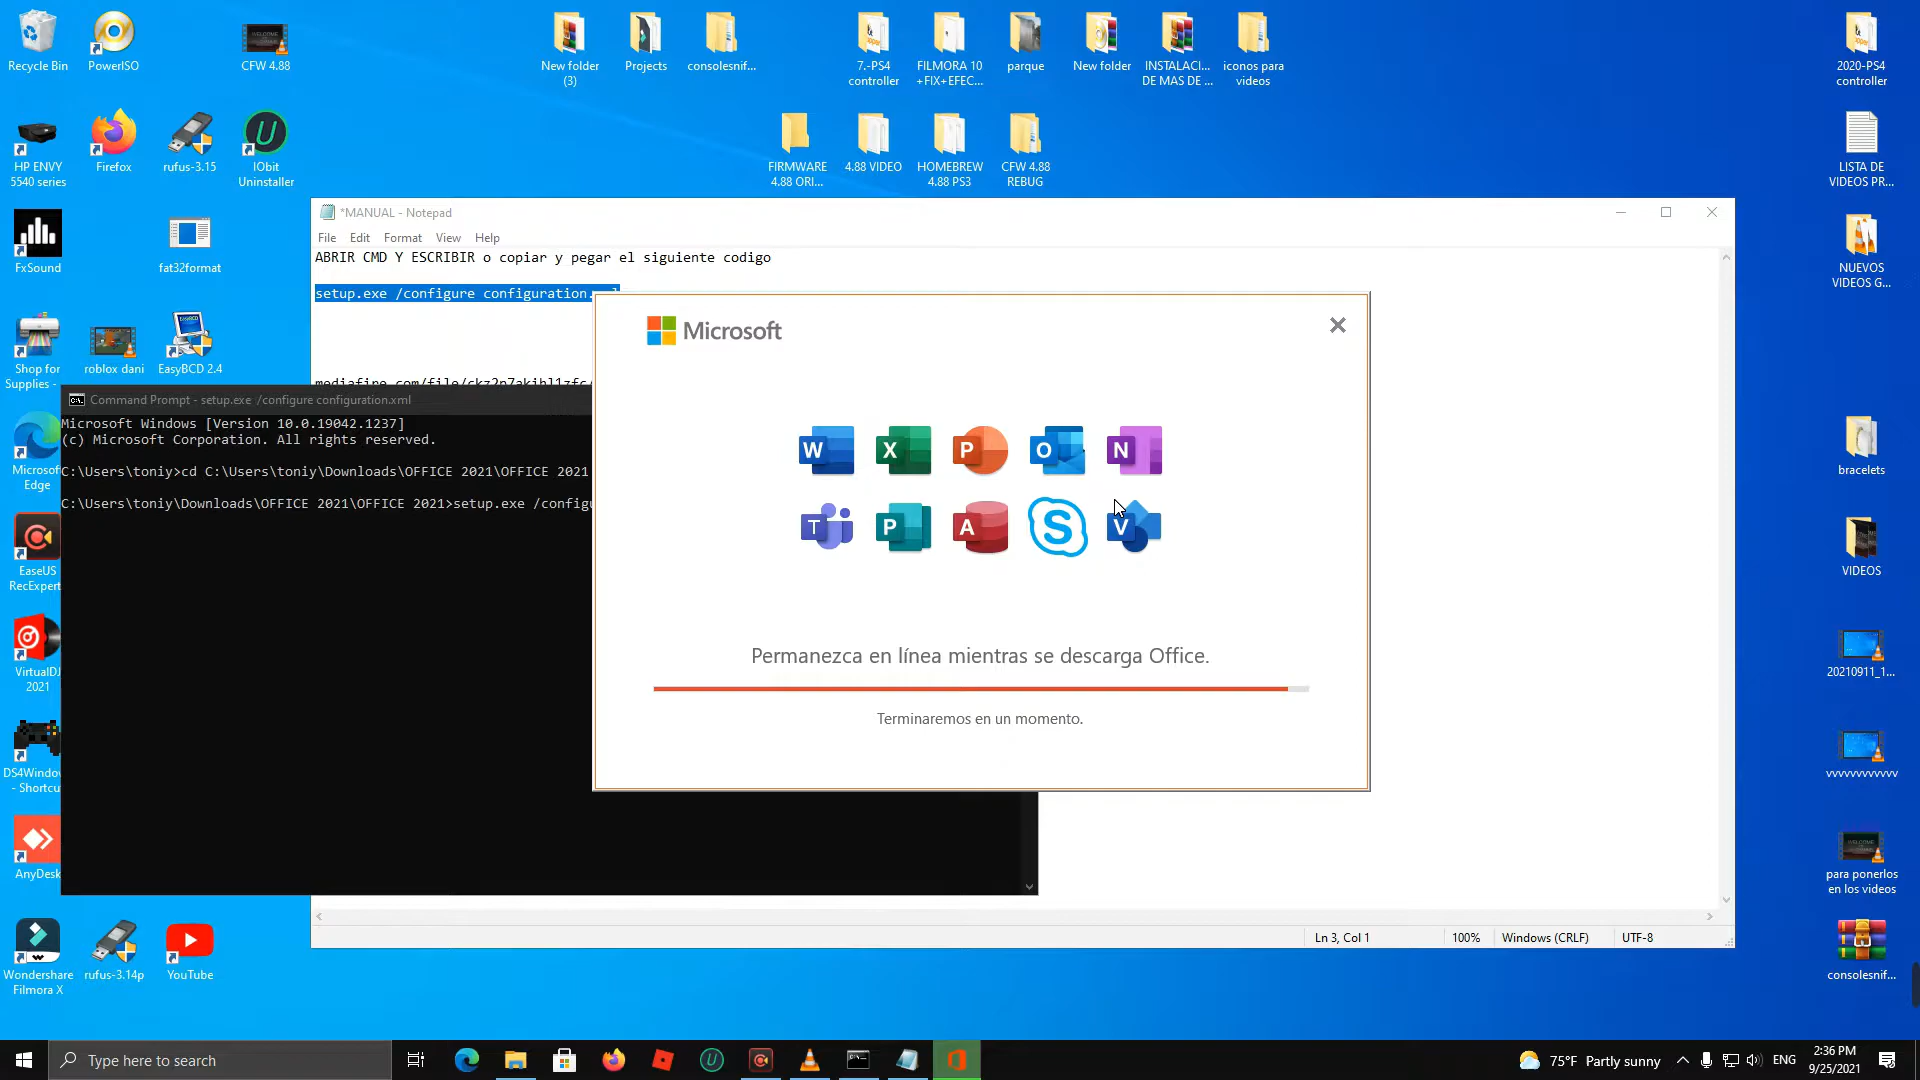 Recycle Bin
PowerISO
CFW 4.88
New folder
(3)
Projects
consolesnif...
7.-PS4
controller
FILMORA 10
+FIX+EFEC...
parque
New folder
INSTALACI...
DE MAS DE ...
iconos para
videos
2020-PS4
controller
HP ENVY
5540 series
Firefox
rufus-3.15
IObit
Uninstaller
FIRMWARE
4.88 ORI...
4.88 VIDEO
HOMEBREW
4.88 PS3
CFW 4.88
REBUG
LISTA DE
VIDEOS PR...
FxSound
fat32format
NUEVOS
VIDEOS G...
Shop for
Supplies -
roblox dani
EasyBCD 2.4
Microsoft
Edge
bracelets
EaseUS
RecExpert
VIDEOS
VirtualDJ
2021
20210911_1...
DS4Windo
- Shortcu
vvvvvvvvvvvv
AnyDesk
para ponerlos
en los videos
Wondershare
Filmora X
rufus-3.14p
YouTube
consolesnif...
*MANUAL - Notepad
File Edit Format View Help
ABRIR CMD Y ESCRIBIR o copiar y pegar el siguiente codigo
setup.exe /configure configuration.
Ln 3, Col 1 100% Windows (CRLF) UTF-8
Command Prompt - setup.exe /configure configuration.xml
Microsoft Windows [Version 10.0.19042.1237]
(c) Microsoft Corporation. All rights reserved.
C:\Users\toniy>cd C:\Users\toniy\Downloads\OFFICE 2021\OFFICE 2021
C:\Users\toniy\Downloads\OFFICE 2021\OFFICE 2021>setup.exe /config
Microsoft
W X P O N
T P A S V
Permanezca en línea mientras se descarga Office.
Terminaremos en un momento.
Type here to search
75°F Partly sunny
ENG
2:36 PM
9/25/2021